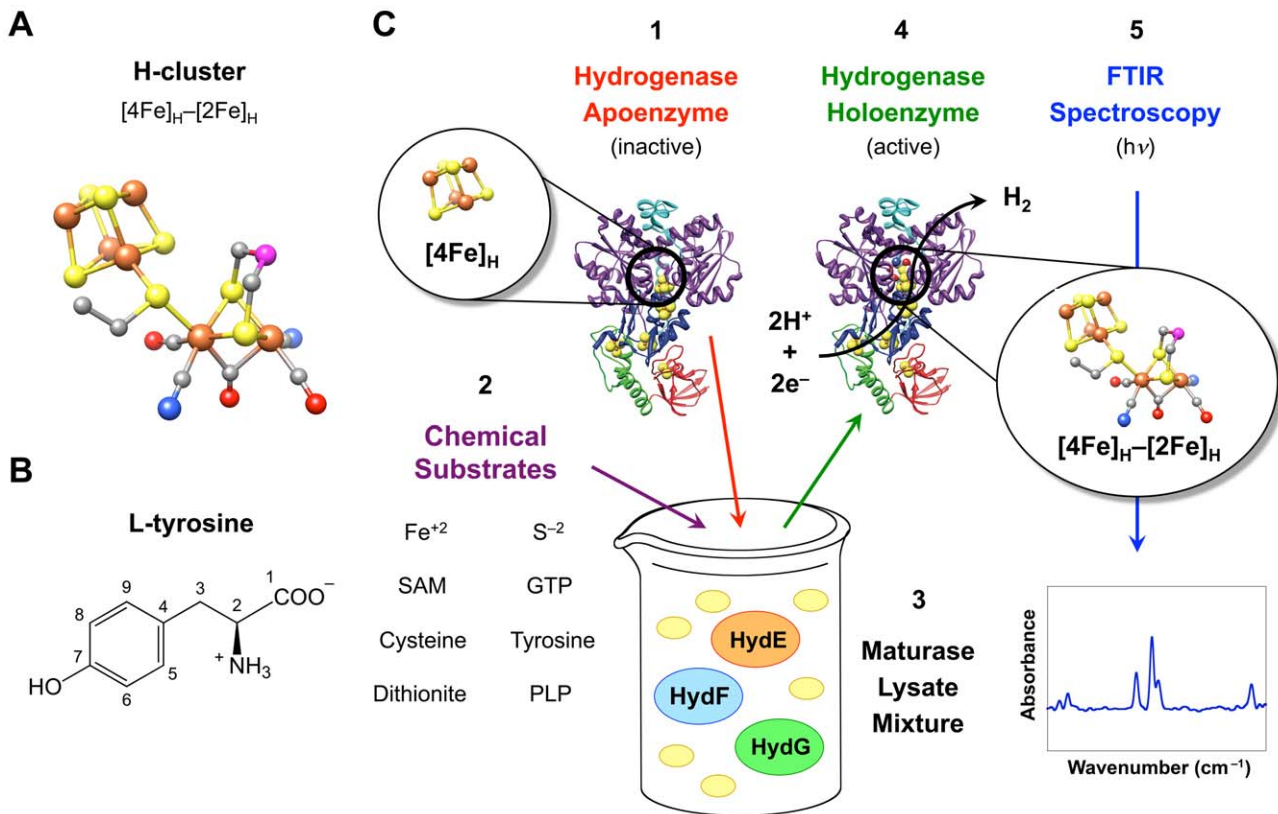 A
H-cluster
[4Fe]H–[2Fe]H
B
L-tyrosine
1
2
3
4
5
6
7
8
9
COO⁻
⁺NH3
HO
C
1
Hydrogenase
Apoenzyme
(inactive)
[4Fe]H
2
Chemical
Substrates
Fe⁺² S⁻²
SAM GTP
Cysteine Tyrosine
Dithionite PLP
HydE
HydF
HydG
3
Maturase
Lysate
Mixture
4
Hydrogenase
Holoenzyme
(active)
H2
2H⁺
+
2e⁻
5
FTIR
Spectroscopy
(hν)
[4Fe]H–[2Fe]H
Absorbance
Wavenumber (cm⁻¹)